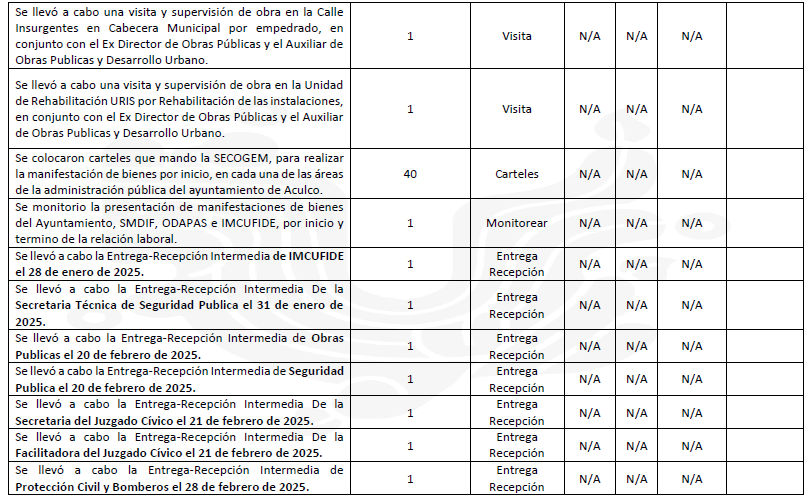 Se llevó a cabo una visita y supervisión de obra en la Calle
Insurgentes en Cabecera Municipal por empedrado, en
conjunto con el Ex Director de Obras Públicas y el Auxiliar de
Obras Publicas y Desarrollo Urbano.
1
Visita
N/A
N/A
N/A
Se llevó a cabo una visita y supervisión de obra en la Unidad
de Rehabilitación URIS por Rehabilitación de las instalaciones,
en conjunto con el Ex Director de Obras Públicas y el Auxiliar
de Obras Publicas y Desarrollo Urbano.
1
Visita
N/A
N/A
N/A
Se colocaron carteles que mando la SECOGEM, para realizar
la manifestación de bienes por inicio, en cada una de las áreas
de la administración pública del ayuntamiento de Aculco.
40
Carteles
N/A
N/A
N/A
Se monitorio la presentación de manifestaciones de bienes
del Ayuntamiento, SMDIF, ODAPAS e IMCUFIDE, por inicio y
termino de la relación laboral.
1
Monitorear
N/A
N/A
N/A
Se llevó a cabo la Entrega-Recepción Intermedia de IMCUFIDE
el 28 de enero de 2025.
1
Entrega
Recepción
N/A
N/A
N/A
Se llevó a cabo la Entrega-Recepción Intermedia De la
Secretaria Técnica de Seguridad Publica el 31 de enero de
2025.
1
Entrega
Recepción
N/A
N/A
N/A
Se llevó a cabo la Entrega-Recepción Intermedia de Obras
Publicas el 20 de febrero de 2025.
1
Entrega
Recepción
N/A
N/A
N/A
Se llevó a cabo la Entrega-Recepción Intermedia de Seguridad
Publica el 20 de febrero de 2025.
1
Entrega
Recepción
N/A
N/A
N/A
Se llevó a cabo la Entrega-Recepción Intermedia De la
Secretaria del Juzgado Cívico el 21 de febrero de 2025.
1
Entrega
Recepción
N/A
N/A
N/A
Se llevó a cabo la Entrega-Recepción Intermedia De la
Facilitadora del Juzgado Cívico el 21 de febrero de 2025.
1
Entrega
Recepción
N/A
N/A
N/A
Se llevó a cabo la Entrega-Recepción Intermedia de
Protección Civil y Bomberos el 28 de febrero de 2025.
1
Entrega
Recepción
N/A
N/A
N/A